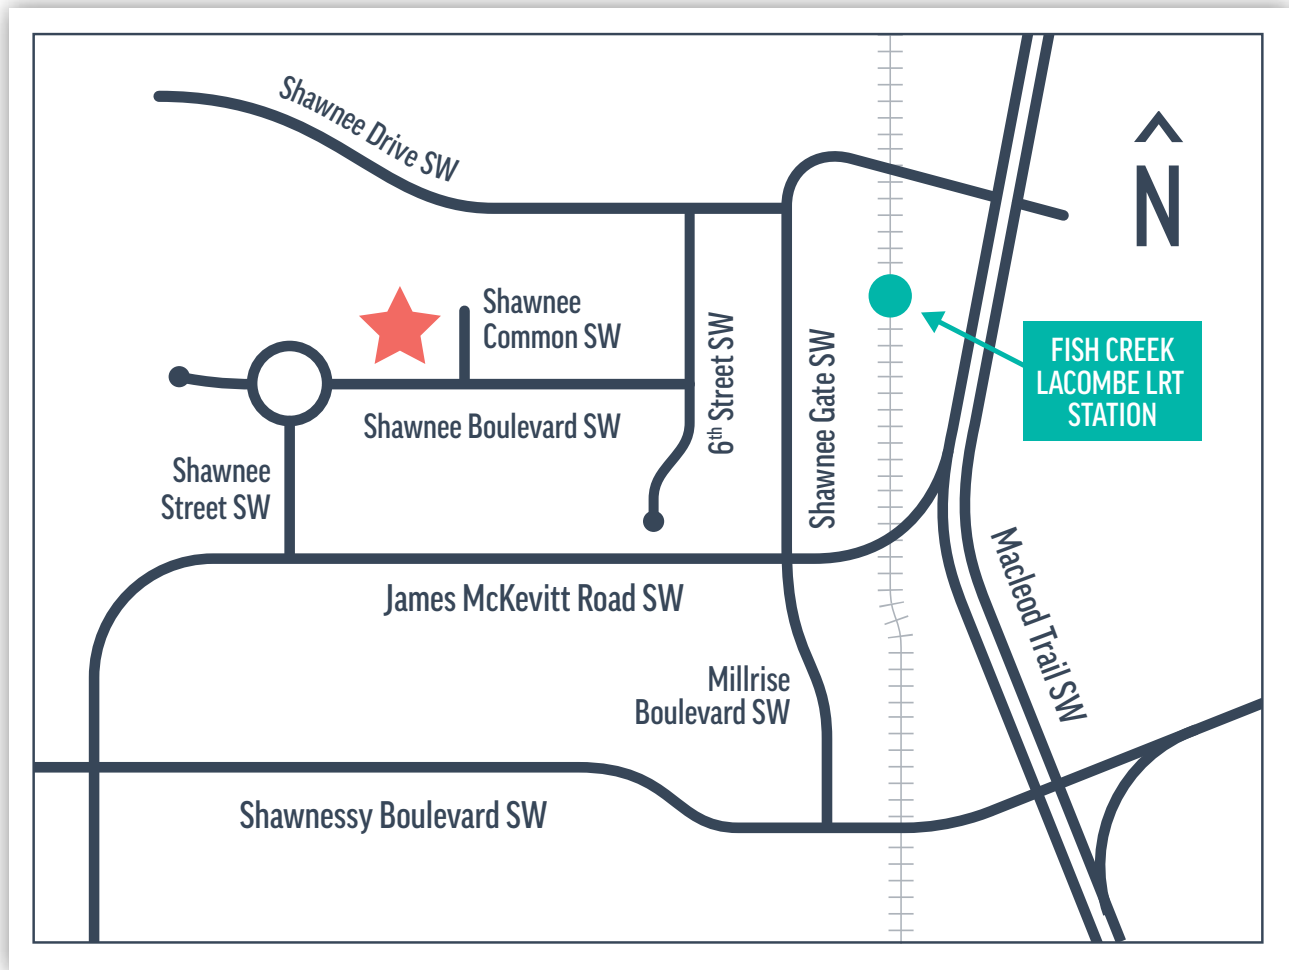 Shawnee Drive SW
N
Shawnee
Common SW
6th Street SW
Shawnee Gate SW
FISH CREEK
LACOMBE LRT
STATION
Shawnee Boulevard SW
Shawnee
Street SW
James McKevitt Road SW
Macleod Trail SW
Millrise
Boulevard SW
Shawnessy Boulevard SW